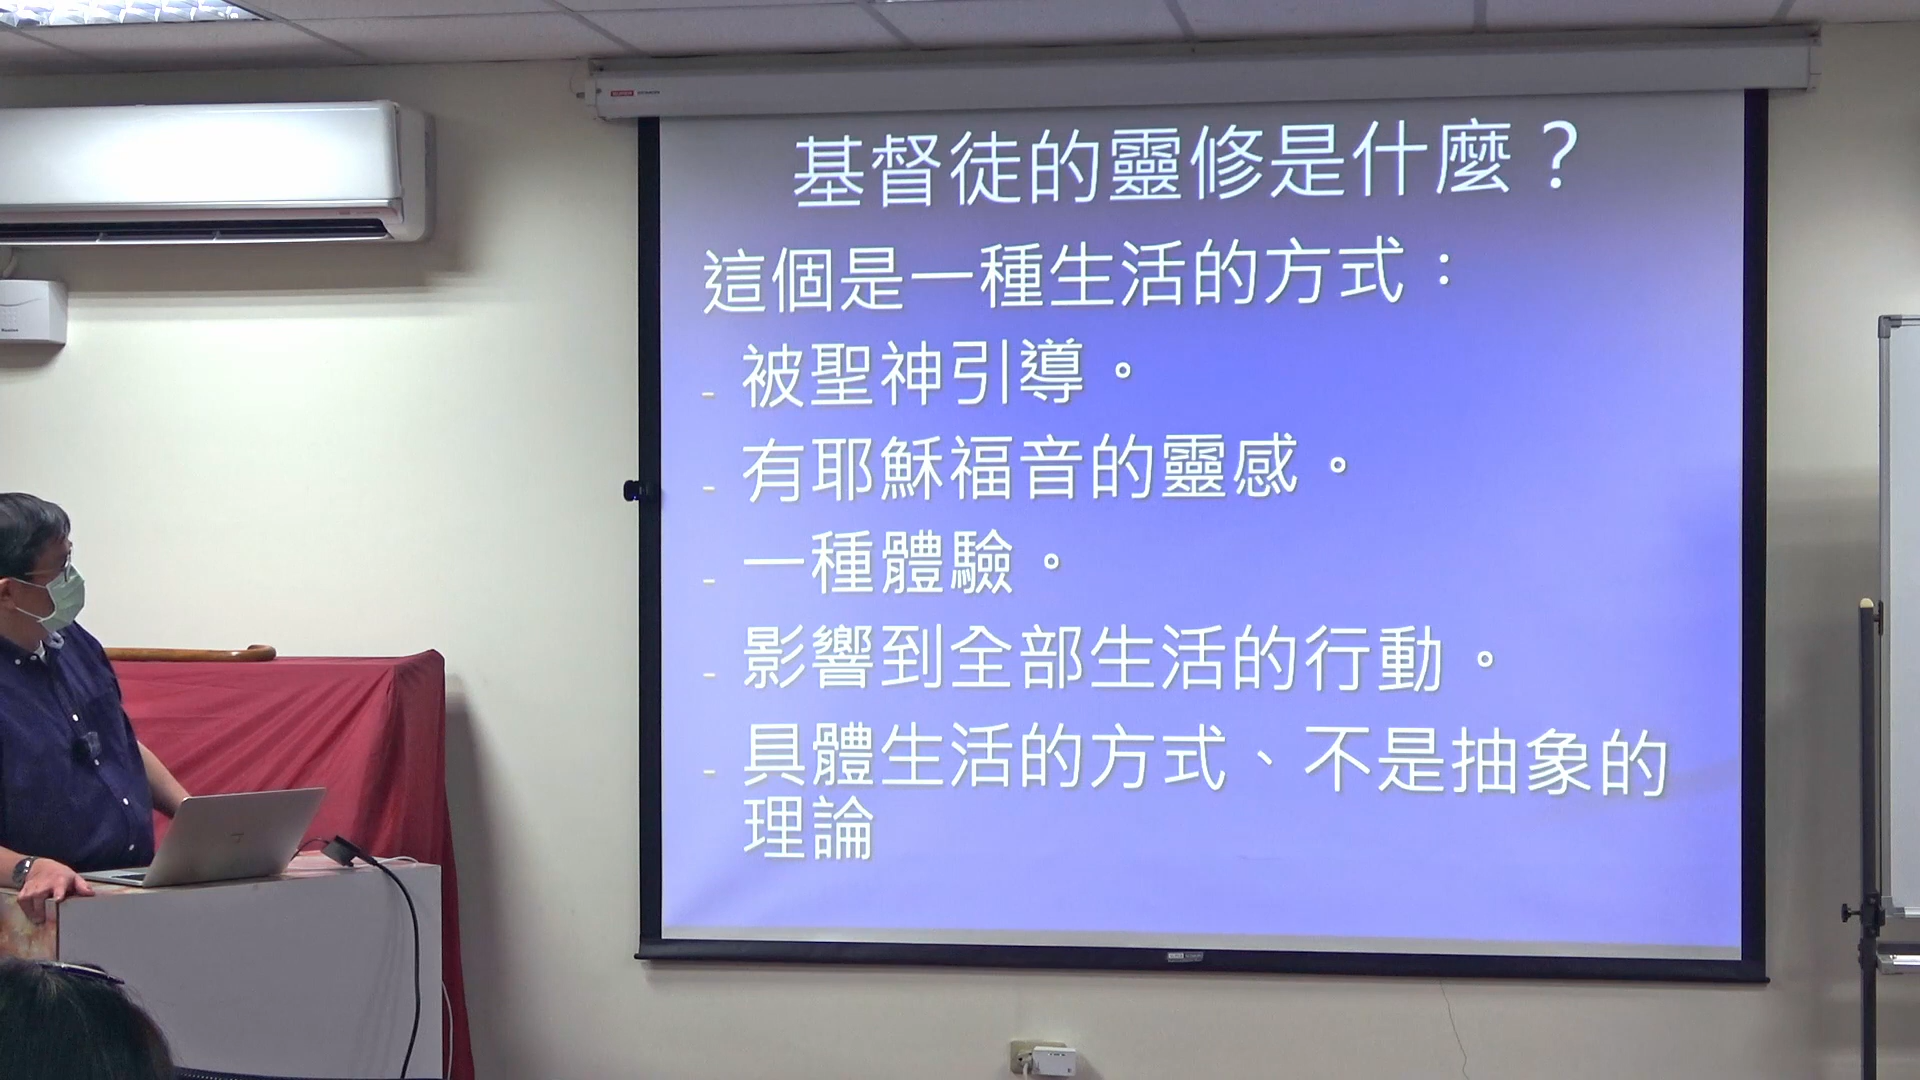 基督徒的靈修是什麼？
這個是一種生活的方式：
- 被聖神引導。
- 有耶穌福音的靈感。
- 一種體驗。
- 影響到全部生活的行動。
- 具體生活的方式、不是抽象的
理論